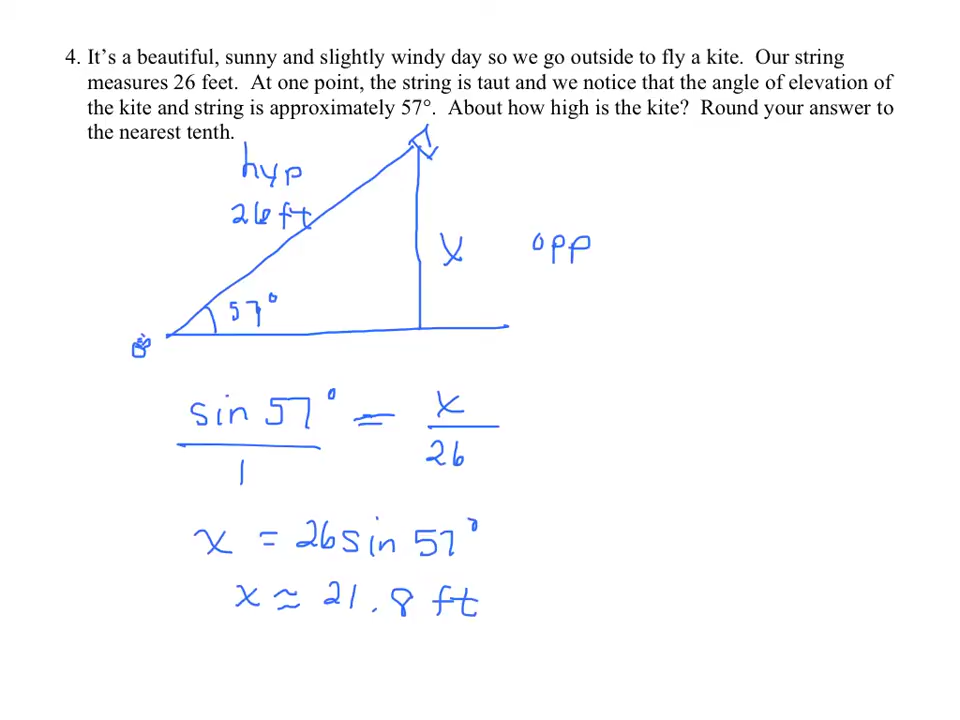 4. It's a beautiful, sunny and slightly windy day so we go outside to fly a kite. Our string
measures 26 feet. At one point, the string is taut and we notice that the angle of elevation of
the kite and string is approximately 57°. About how high is the kite? Round your answer to
the nearest tenth.
hyp
26 ft
x opp
57°
sin 57° / 1 = x / 26
x = 26 sin 57°
x ≈ 21.8 ft